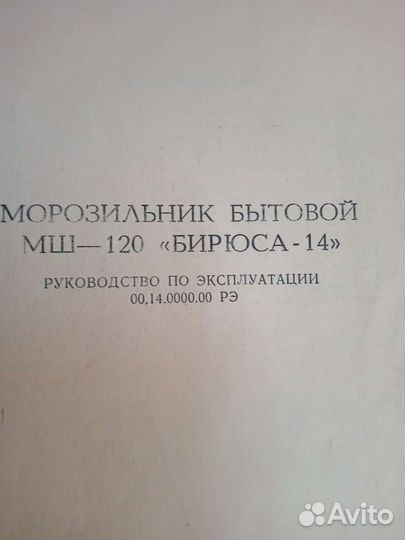 МОРОЗИЛЬНИК БЫТОВОЙ
МШ—120 «БИРЮСА-14»
РУКОВОДСТВО ПО ЭКСПЛУАТАЦИИ
00.14.0000.00 РЭ
Avito